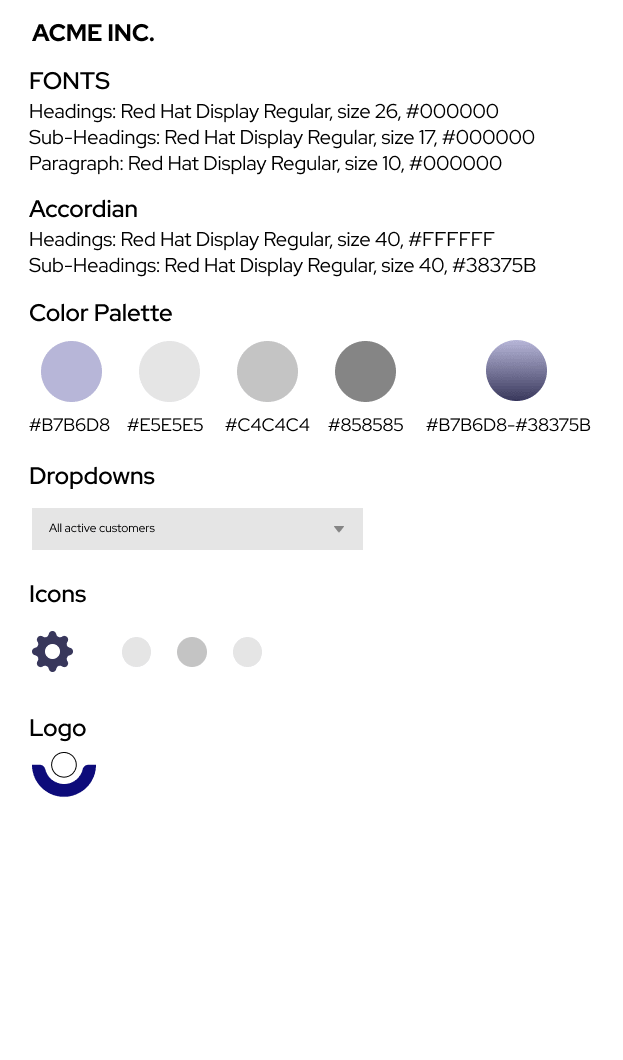 ACME INC.
FONTS
Headings: Red Hat Display Regular, size 26, #000000
Sub-Headings: Red Hat Display Regular, size 17, #000000
Paragraph: Red Hat Display Regular, size 10, #000000
Accordian
Headings: Red Hat Display Regular, size 40, #FFFFFF
Sub-Headings: Red Hat Display Regular, size 40, #38375B
Color Palette
#B7B6D8 #E5E5E5 #C4C4C4 #858585 #B7B6D8-#38375B
Dropdowns
All active customers
Icons
Logo